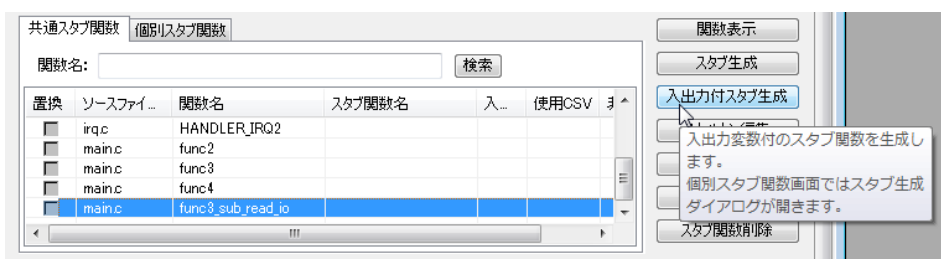 共通スタブ関数 個別スタブ関数
関数名: 検索
置換 ソースファイ... 関数名 スタブ関数名 入... 使用CSV
irq.c HANDLER_IRQ2
main.c func2
main.c func3
main.c func4
main.c func3_sub_read_io
関数表示
スタブ生成
入出力付スタブ生成
入出力変数付のスタブ関数を生成し
ます。
個別スタブ関数画面ではスタブ生成
ダイアログが開きます。
スタブ関数削除